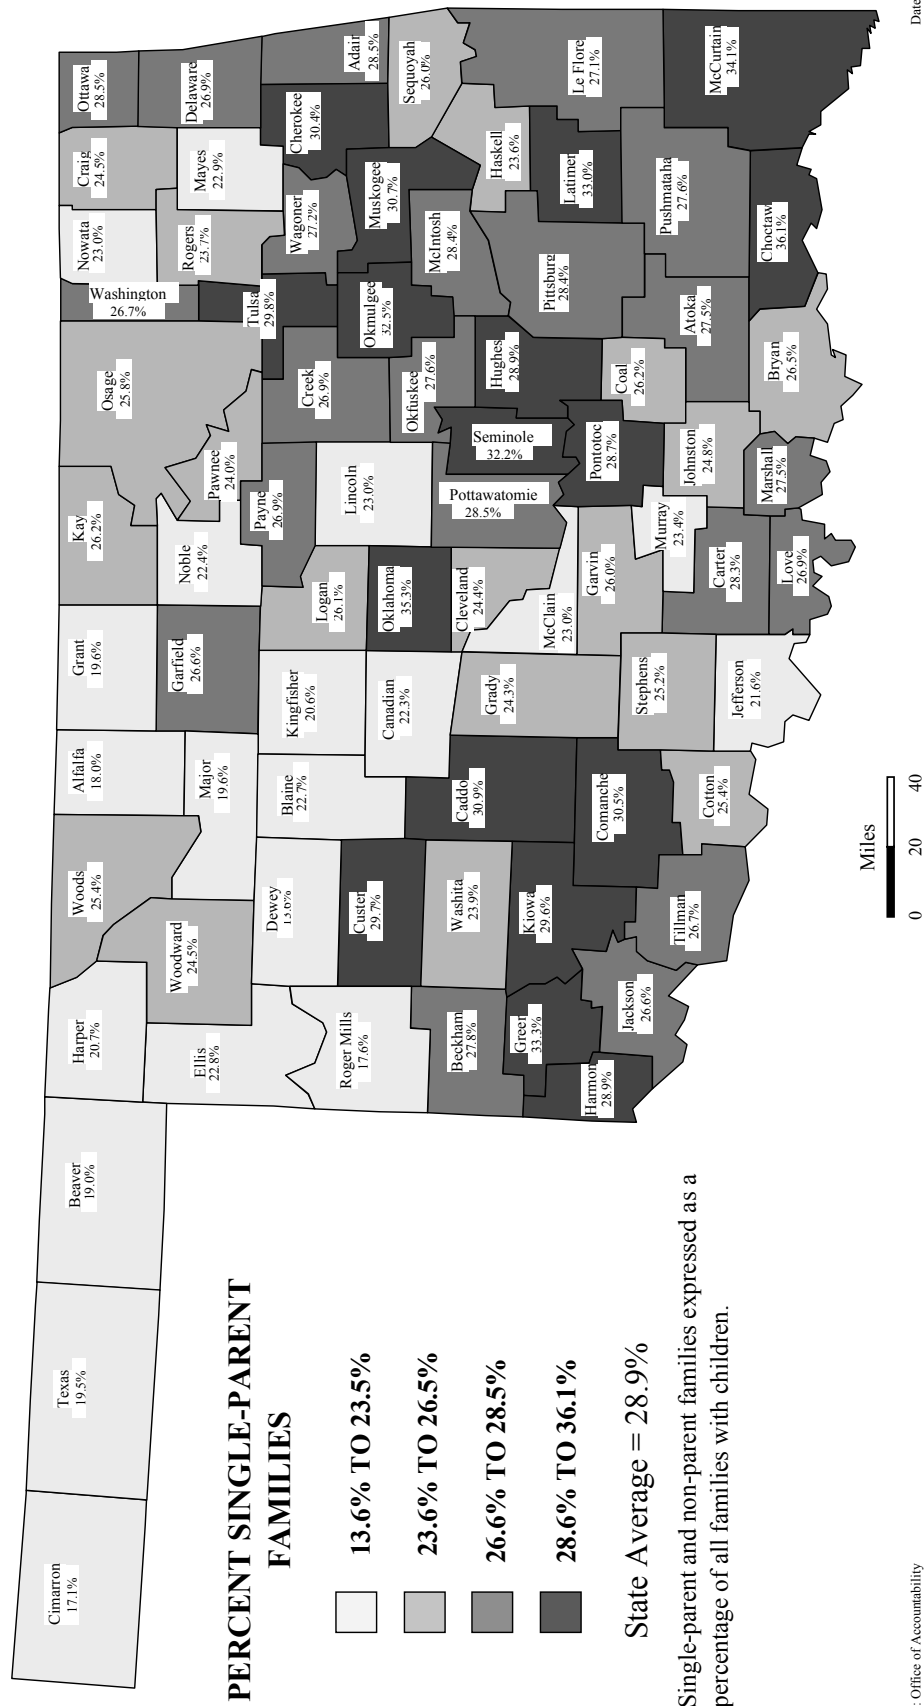 Cimarron
17.1%
Texas
19.5%
Beaver
19.0%
Harper
20.7%
Woods
25.4%
Alfalfa
18.0%
Grant
19.6%
Kay
26.2%
Osage
25.8%
Washington
26.7%
Nowata
23.0%
Craig
24.5%
Ottawa
28.5%
Ellis
22.8%
Woodward
24.5%
Major
19.6%
Garfield
26.6%
Noble
22.4%
Pawnee
24.0%
Rogers
23.7%
Mayes
22.9%
Delaware
26.9%
Roger Mills
17.6%
Dewey
13.6%
Blaine
22.7%
Kingfisher
20.6%
Logan
26.1%
Payne
26.9%
Lincoln
23.0%
Creek
26.9%
Tulsa
29.8%
Wagoner
27.2%
Cherokee
30.4%
Adair
28.5%
Custer
29.7%
Canadian
22.3%
Oklahoma
35.3%
Okfuskee
27.6%
Okmulgee
32.5%
Muskogee
30.7%
McIntosh
28.4%
Sequoyah
26.0%
Beckham
27.8%
Washita
23.9%
Caddo
30.9%
Grady
24.3%
Cleveland
24.4%
McClain
23.0%
Pottawatomie
28.5%
Seminole
32.2%
Hughes
28.9%
Pittsburg
28.4%
Haskell
23.6%
Latimer
33.0%
Le Flore
27.1%
Greer
33.3%
Kiowa
29.6%
Harmon
28.9%
Jackson
26.6%
Tillman
26.7%
Comanche
30.5%
Cotton
25.4%
Stephens
25.2%
Jefferson
21.6%
Garvin
26.0%
Murray
23.4%
Carter
28.3%
Love
26.9%
Pontotoc
28.7%
Johnston
24.8%
Marshall
27.5%
Coal
26.2%
Atoka
27.5%
Bryan
26.5%
Pushmataha
27.6%
Choctaw
36.1%
McCurtain
34.1%
PERCENT SINGLE-PARENT
FAMILIES
13.6% TO 23.5%
23.6% TO 26.5%
26.6% TO 28.5%
28.6% TO 36.1%
State Average = 28.9%
Single-parent and non-parent families expressed as a
percentage of all families with children.
Miles
0 20 40
: Office of Accountability
Date